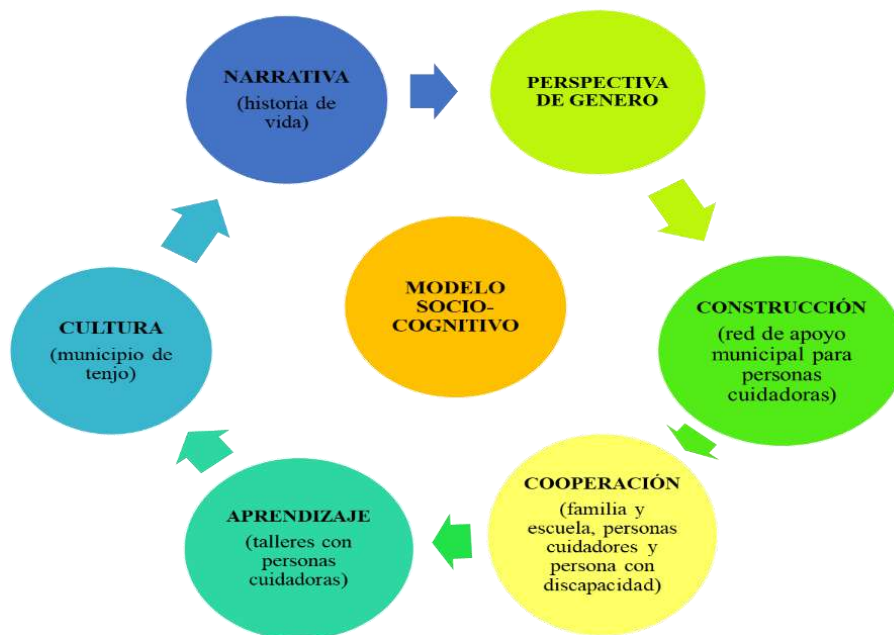 NARRATIVA
(historia de
vida)
PERSPECTIVA
DE GENERO
CONSTRUCCIÓN
(red de apoyo
municipal para
personas
cuidadoras)
COOPERACIÓN
(familia y
escuela, personas
cuidadores y
persona con
discapacidad)
APRENDIZAJE
(talleres con
personas
cuidadoras)
CULTURA
(municipio de
tenjo)
MODELO
SOCIO-
COGNITIVO